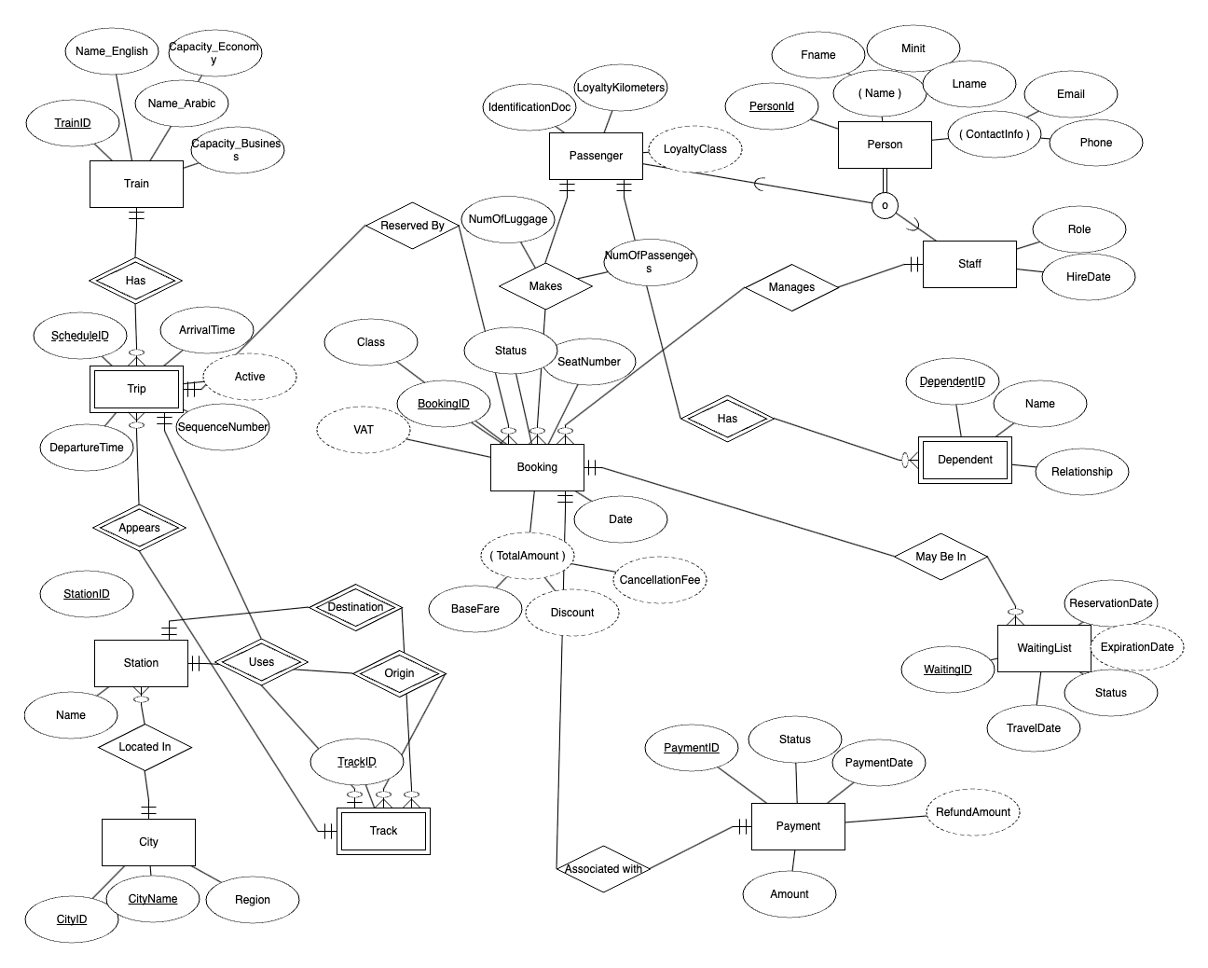 Name_English
Capacity_Econom
y
Name_Arabic
TrainID
Capacity_Busines
s
Train
Has
ScheduleID
ArrivalTime
Active
Trip
SequenceNumber
DepartureTime
Appears
StationID
Station
Name
Located In
City
CityID
CityName
Region
Destination
Uses
Origin
TrackID
Track
Reserved By
IdentificationDoc
LoyaltyKilometers
Passenger
LoyaltyClass
NumOfLuggage
NumOfPassenger
s
Makes
Class
Status
SeatNumber
BookingID
VAT
Booking
Date
( TotalAmount )
CancellationFee
BaseFare
Discount
Fname
Minit
Lname
( Name )
PersonId
Person
( ContactInfo )
Email
Phone
o
Staff
Role
HireDate
Manages
Has
DependentID
Name
Dependent
Relationship
May Be In
ReservationDate
WaitingList
ExpirationDate
WaitingID
Status
TravelDate
PaymentID
Status
PaymentDate
Payment
RefundAmount
Amount
Associated with